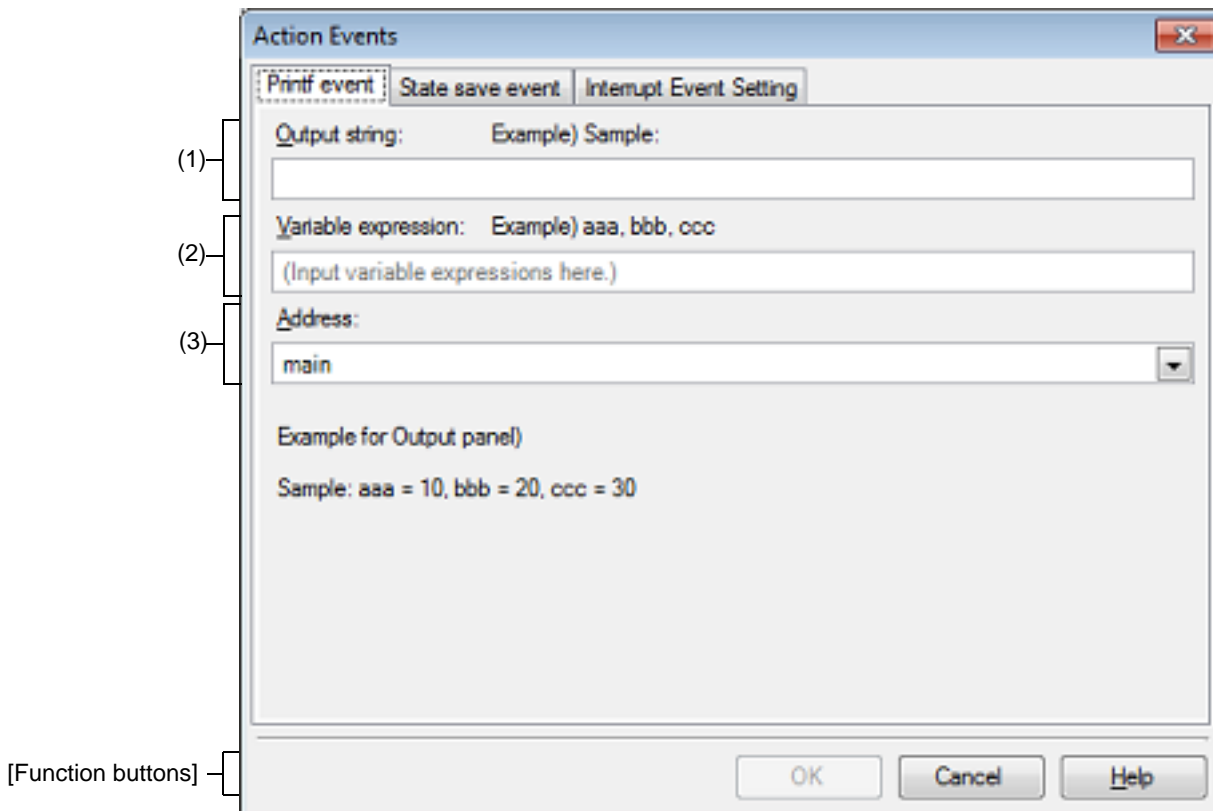 Action Events
Printf event State save event Interrupt Event Setting
(1) Output string: Example) Sample:
(2) Variable expression: Example) aaa, bbb, ccc
(Input variable expressions here.)
(3) Address:
main
Example for Output panel)
Sample: aaa = 10, bbb = 20, ccc = 30
[Function buttons] OK Cancel Help